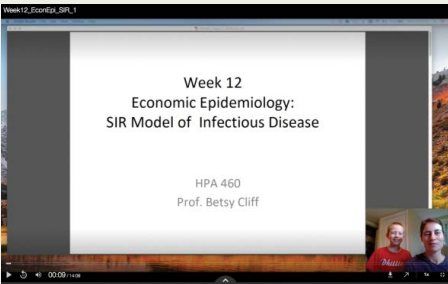 Week12_EconEpi_SIR_1
Week 12
Economic Epidemiology:
SIR Model of Infectious Disease
HPA 460
Prof. Betsy Cliff
00:09/14:09
1x